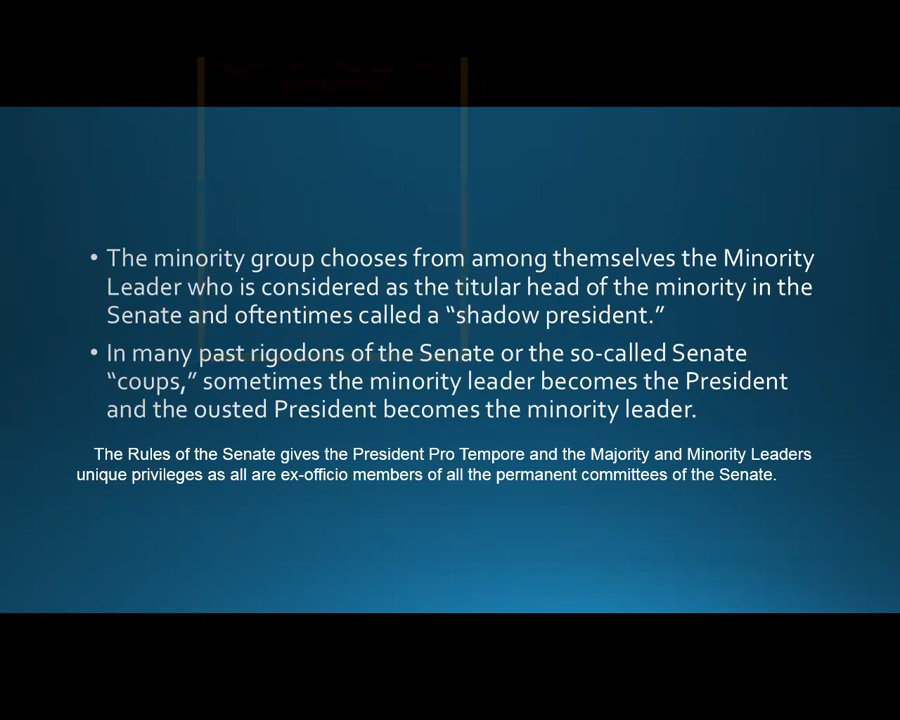 • The minority group chooses from among themselves the Minority
Leader who is considered as the titular head of the minority in the
Senate and oftentimes called a “shadow president.”
• In many past rigodons of the Senate or the so-called Senate
“coups,” sometimes the minority leader becomes the President
and the ousted President becomes the minority leader.
The Rules of the Senate gives the President Pro Tempore and the Majority and Minority Leaders
unique privileges as all are ex-officio members of all the permanent committees of the Senate.